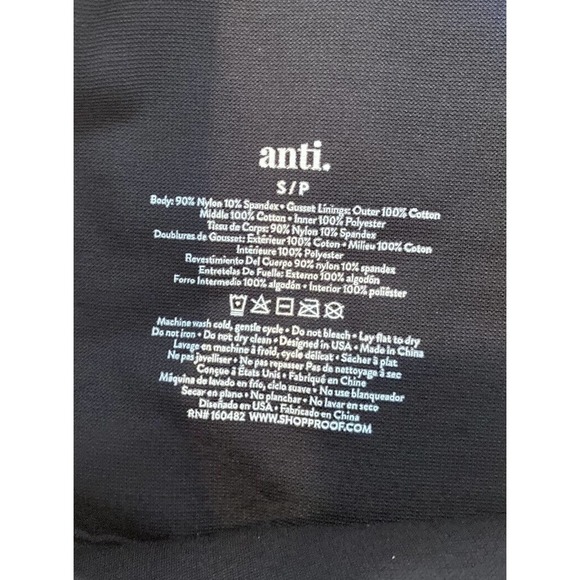 anti.
S/P
Body: 90% Nylon 10% Spandex • Gusset Linings: Outer 100% Cotton
Middle 100% Cotton • Inner 100% Polyester
Tissu de Corps: 90% Nylon 10% Spandex
Doublures de Gousset: Extérieur 100% Coton • Milieu 100% Coton
Intérieure 100% Polyester
Revestimiento Del Cuerpo 90% nylon 10% spandex
Entretelas De Fuelle: Externo 100% algodón
Ferro Intermedio 100% algodón • Interior 100% poliéster
Machine wash cold, gentle cycle • Do not bleach • Lay flat to dry
Do not iron • Do not dry clean • Designed in USA • Made in China
Lavage en machine à froid, cycle délicat • Sécher à plat
Ne pas javelliser • Ne pas repasser Pas de nettoyage à sec
Conçue à États Unis • Fabriqué en Chine
Máquina de lavado en frío, ciclo suave • No use blanqueador
Secar en plano • No planchar • No lavar en seco
Diseñado en USA • Fabricado en China
RN# 160482 WWW.SHOPPROOF.COM